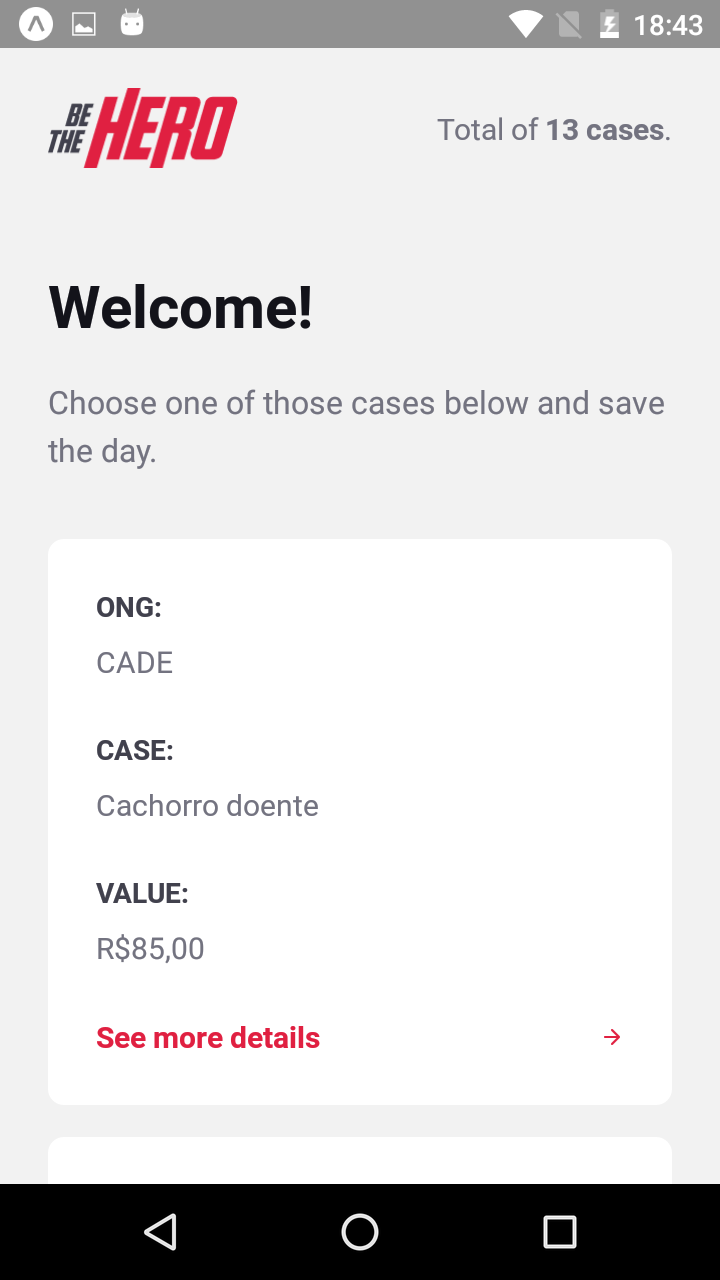 18:43
BE
THE
HERO
Total of 13 cases.
Welcome!
Choose one of those cases below and save
the day.
ONG:
CADE
CASE:
Cachorro doente
VALUE:
R$85,00
See more details